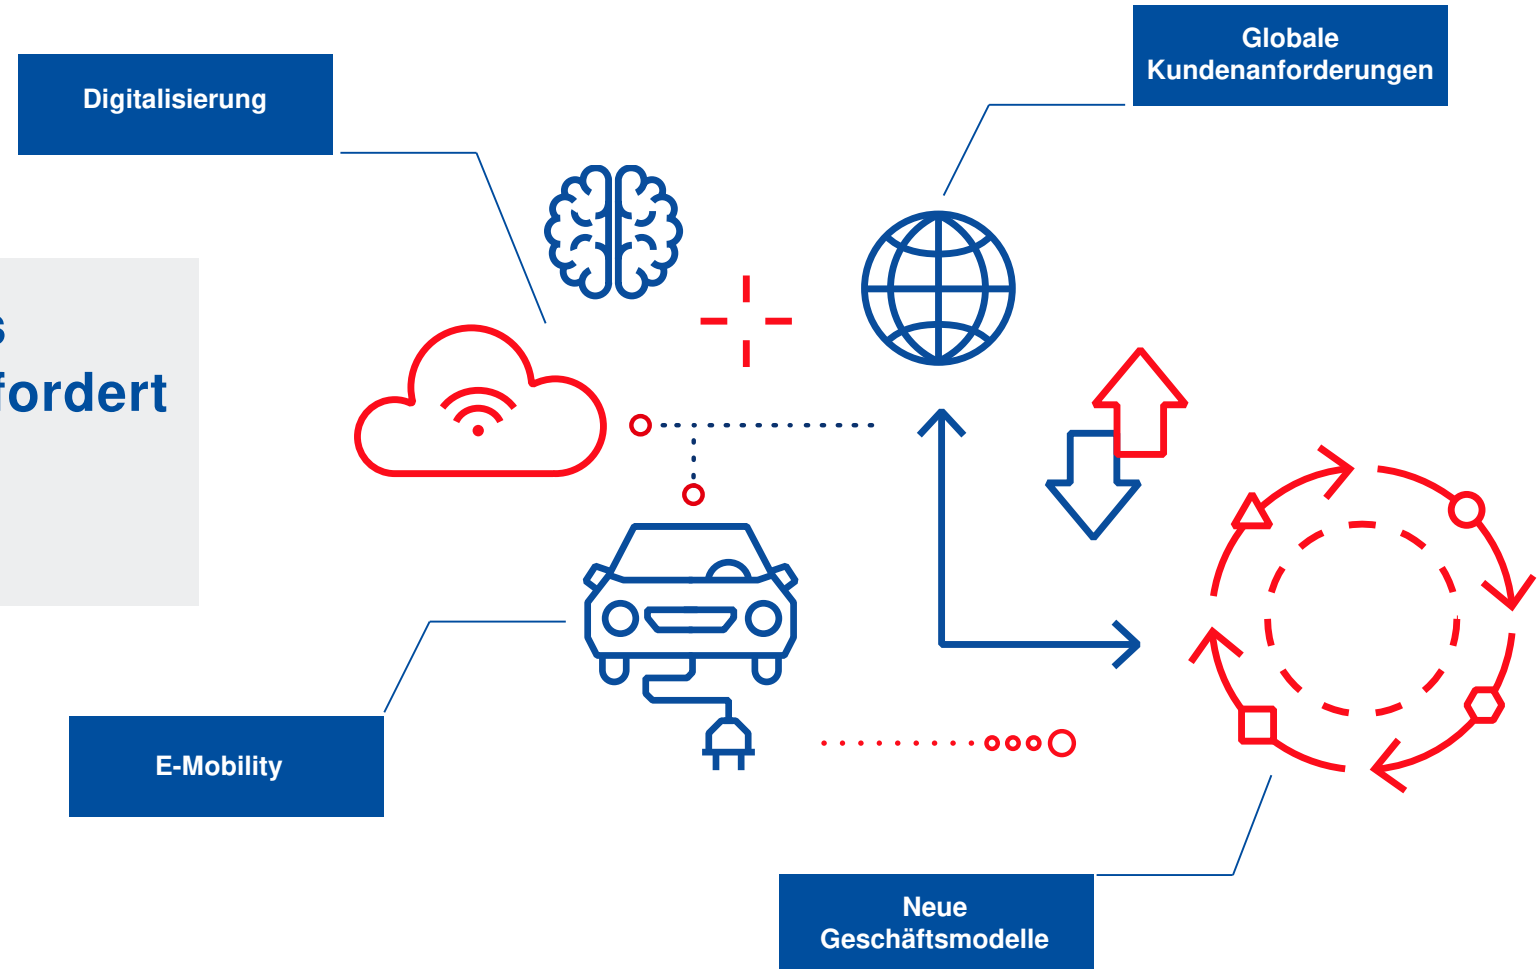 Globale
Kundenanforderungen
Digitalisierung
s
fordert
E-Mobility
Neue
Geschäftsmodelle